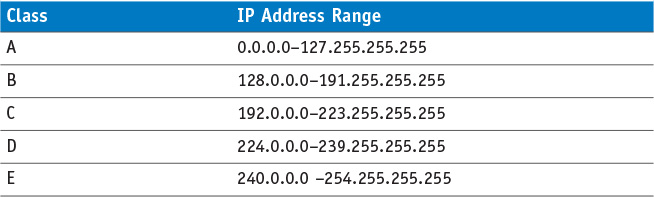 Class IP Address Range
A 0.0.0.0–127.255.255.255
B 128.0.0.0–191.255.255.255
C 192.0.0.0–223.255.255.255
D 224.0.0.0–239.255.255.255
E 240.0.0.0 –254.255.255.255